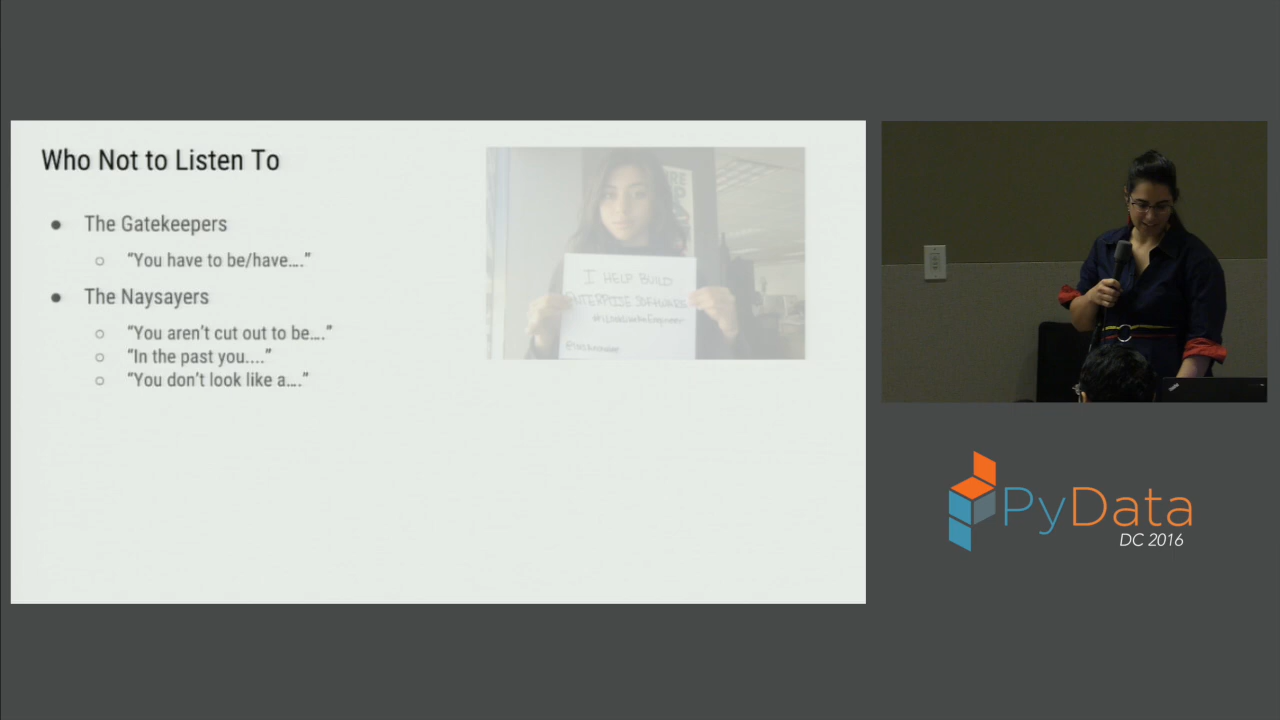 Who Not to Listen To
● The Gatekeepers
○ “You have to be/have....”
● The Naysayers
○ “You aren’t cut out to be....”
○ “In the past you....”
○ “You don’t look like a....”
I HELP BUILD
ENTERPRISE SOFTWARE
#ILookLikeAnEngineer
PyData
DC 2016